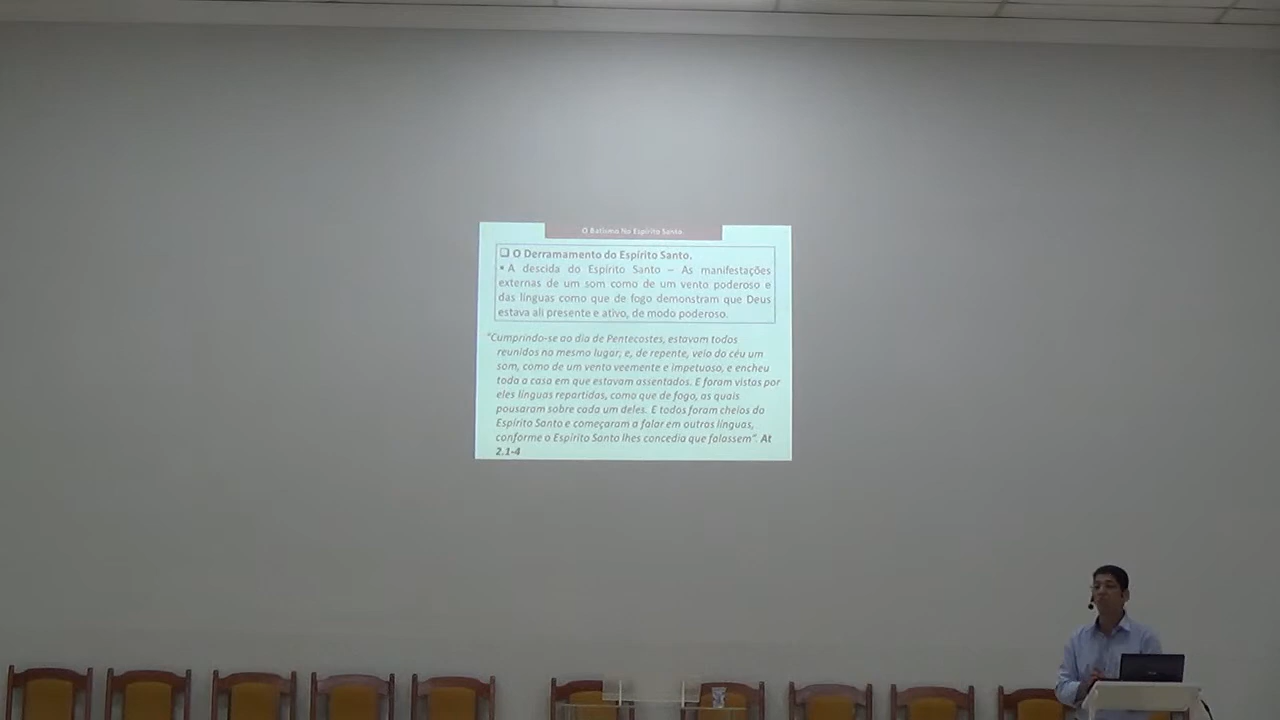 O Batismo No Espírito Santo.
❑ O Derramamento do Espírito Santo.
▪ A descida do Espírito Santo – As manifestações
externas de um som como de um vento poderoso e
das línguas como que de fogo demonstram que Deus
estava ali presente e ativo, de modo poderoso.
"Cumprindo-se ao dia de Pentecostes, estavam todos
reunidos no mesmo lugar; e, de repente, veio do céu um
som, como de um vento veemente e impetuoso, e encheu
toda a casa em que estavam assentados. E foram vistas por
eles línguas repartidas, como que de fogo, as quais
pousaram sobre cada um deles. E todos foram cheios do
Espírito Santo e começaram a falar em outras línguas,
conforme o Espírito Santo lhes concedia que falassem". At
2.1-4